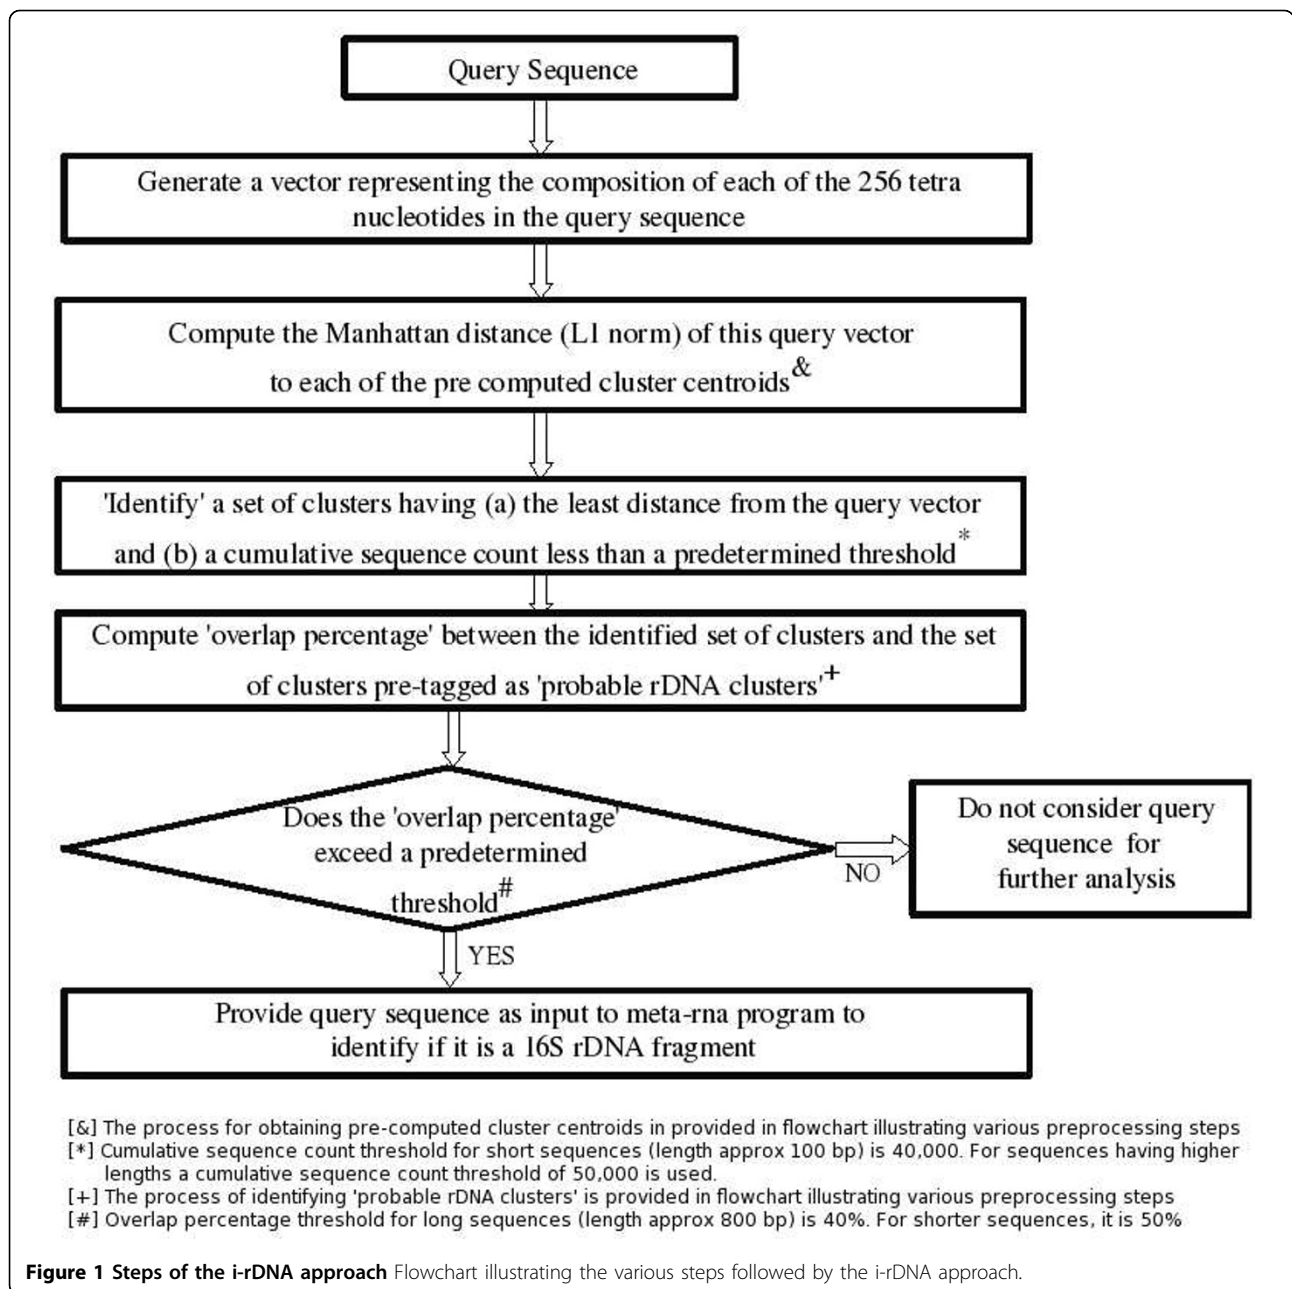 Query Sequence
Generate a vector representing the composition of each of the 256 tetra
nucleotides in the query sequence
Compute the Manhattan distance (L1 norm) of this query vector
to each of the pre computed cluster centroids&
'Identify' a set of clusters having (a) the least distance from the query vector
and (b) a cumulative sequence count less than a predetermined threshold*
Compute 'overlap percentage' between the identified set of clusters and the set
of clusters pre-tagged as 'probable rDNA clusters'+
Does the 'overlap percentage'
exceed a predetermined
threshold#
NO
Do not consider query
sequence for
further analysis
YES
Provide query sequence as input to meta-rna program to
identify if it is a 16S rDNA fragment
[&] The process for obtaining pre-computed cluster centroids in provided in flowchart illustrating various preprocessing steps
[*] Cumulative sequence count threshold for short sequences (length approx 100 bp) is 40,000. For sequences having higher
lengths a cumulative sequence count threshold of 50,000 is used.
[+] The process of identifying 'probable rDNA clusters' is provided in flowchart illustrating various preprocessing steps
[#] Overlap percentage threshold for long sequences (length approx 800 bp) is 40%. For shorter sequences, it is 50%
Figure 1 Steps of the i-rDNA approach Flowchart illustrating the various steps followed by the i-rDNA approach.